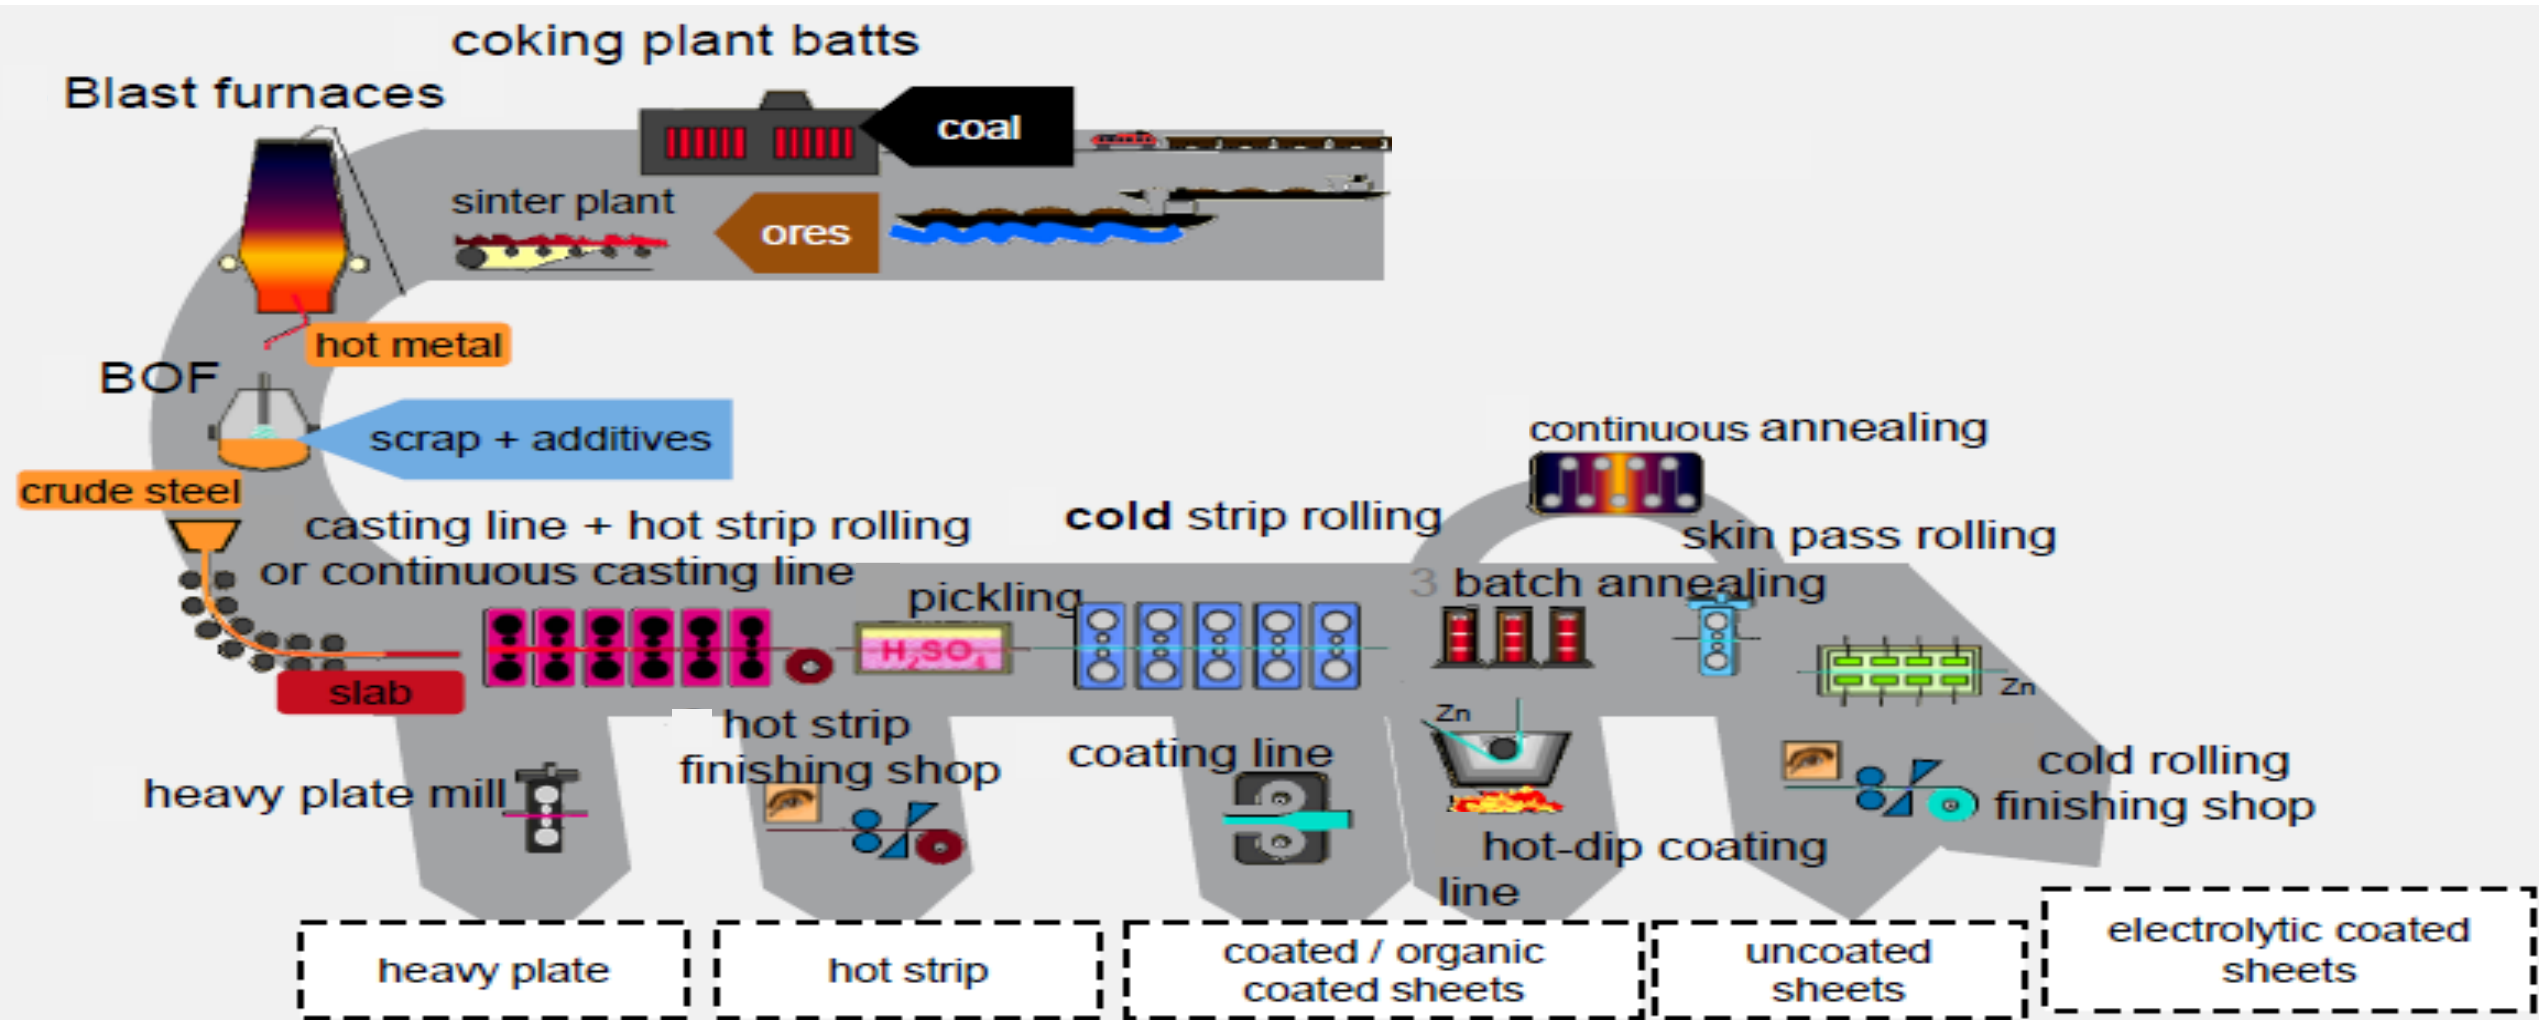 coking plant batts
Blast furnaces
coal
sinter plant
ores
hot metal
BOF
scrap + additives
crude steel
casting line + hot strip rolling
or continuous casting line
cold strip rolling
continuous annealing
skin pass rolling
3 batch annealing
pickling
H2SO4
slab
Zn
Zn
hot strip
finishing shop
heavy plate mill
coating line
cold rolling
finishing shop
hot-dip coating
line
heavy plate
hot strip
coated / organic
coated sheets
uncoated
sheets
electrolytic coated
sheets